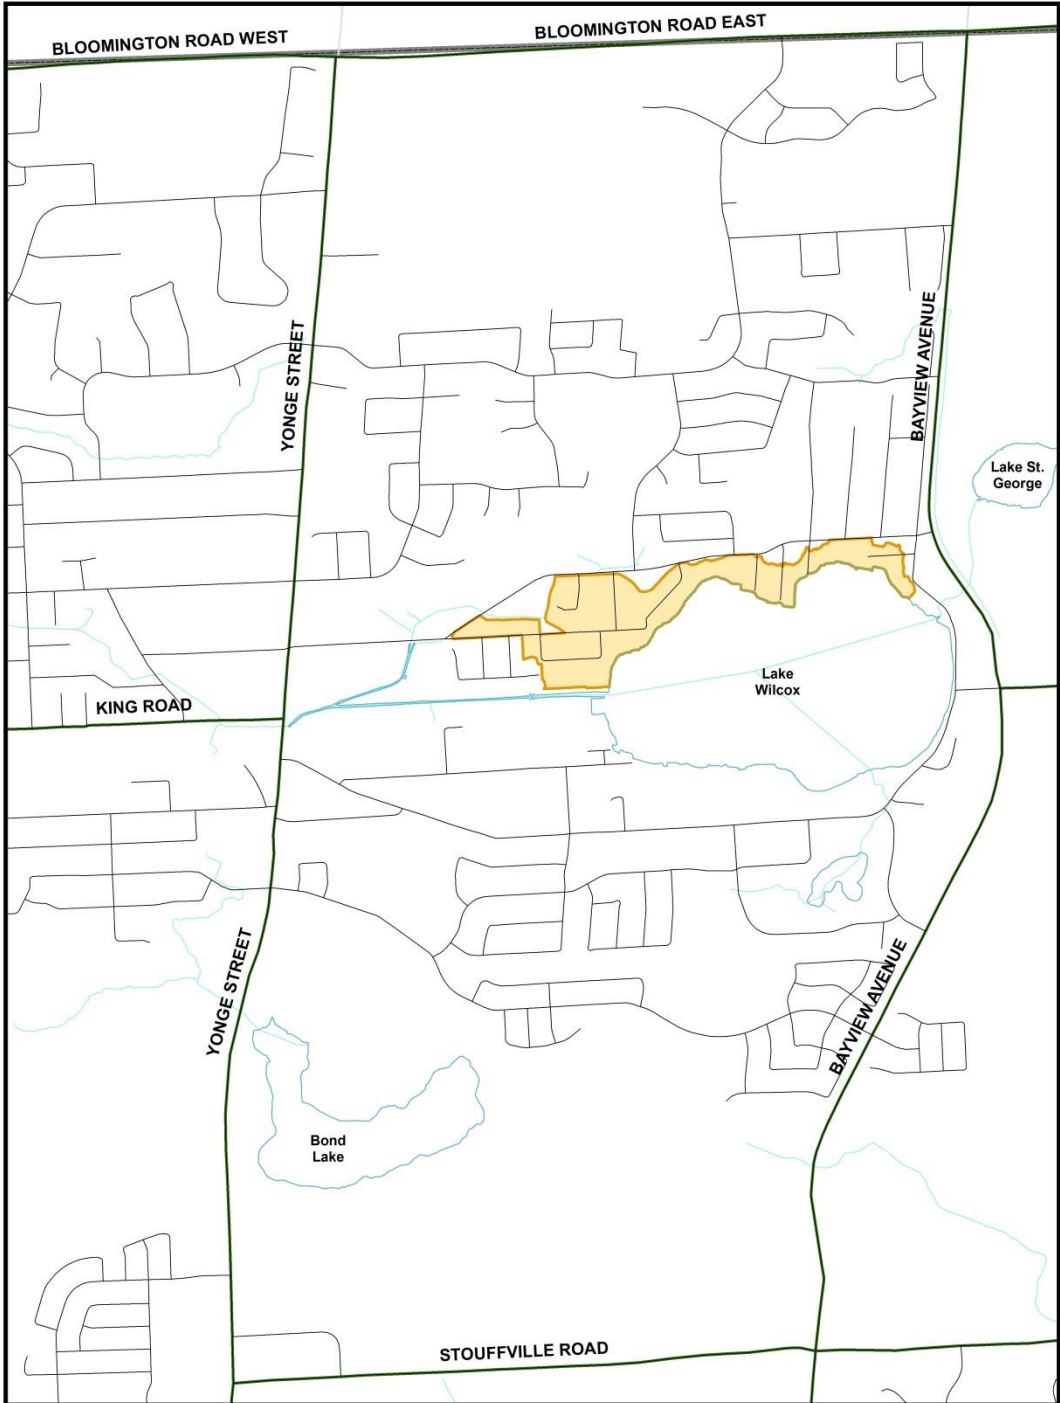 BLOOMINGTON ROAD WEST
BLOOMINGTON ROAD EAST
YONGE STREET
BAYVIEW AVENUE
Lake St.
George
Lake
Wilcox
KING ROAD
YONGE STREET
BAYVIEW AVENUE
Bond
Lake
STOUFFVILLE ROAD